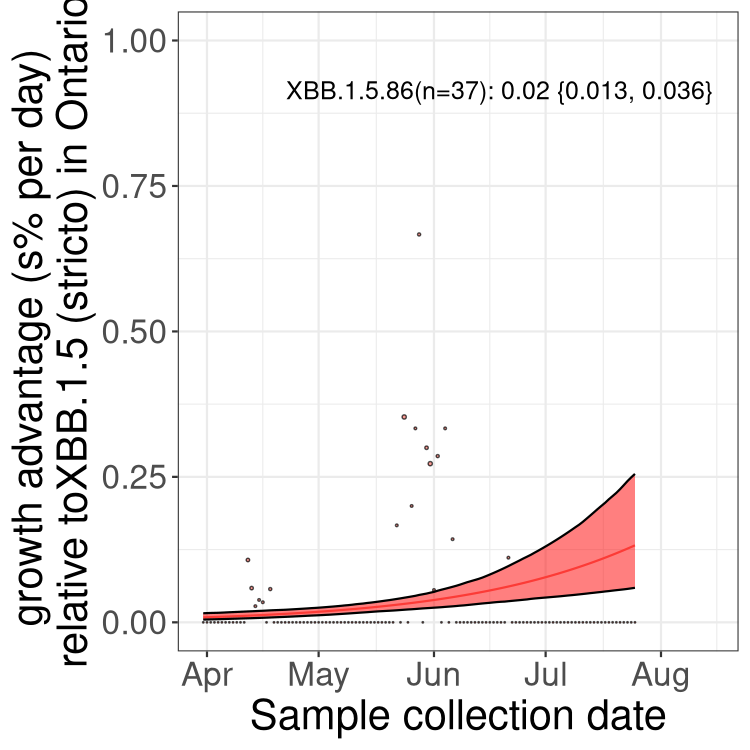 growth advantage (s% per day)
relative toXBB.1.5 (stricto) in Ontario
1.00
0.75
0.50
0.25
0.00
XBB.1.5.86(n=37): 0.02 {0.013, 0.036}
Apr May Jun Jul Aug
Sample collection date